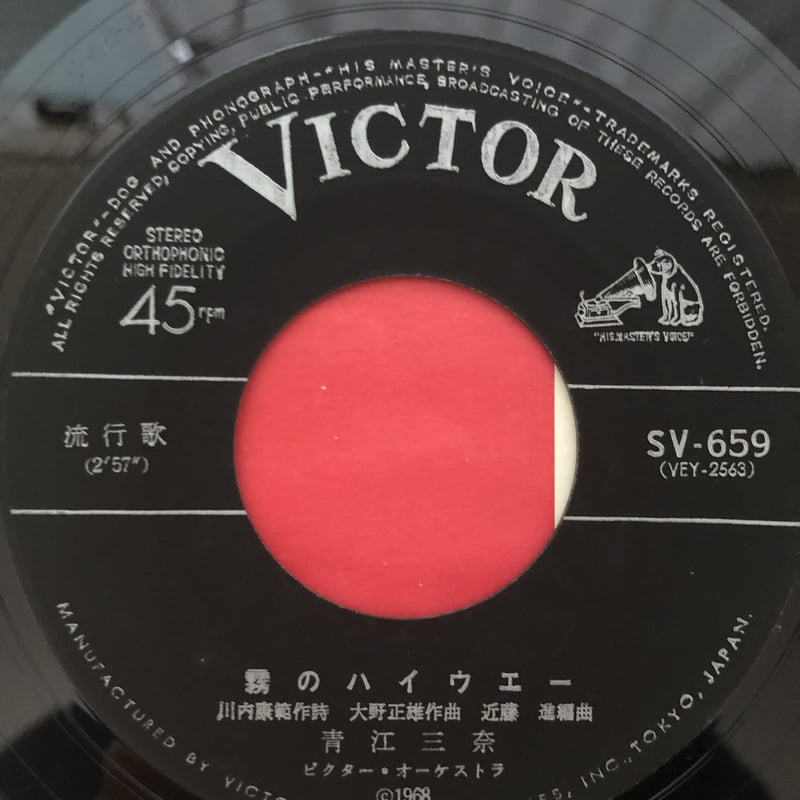 "VICTOR"-DOG AND PHONOGRAPH-"HIS MASTER'S VOICE"-TRADEMARKS REGISTERED.
ALL RIGHTS RESERVED, COPYING, PUBLIC PERFORMANCE, BROADCASTING OF THESE RECORDS ARE FORBIDDEN.
VICTOR
STEREO
ORTHOPHONIC
HIGH FIDELITY
45rpm
"HIS MASTER'S VOICE"
流行歌
(2'57")
SV-659
(VEY-2563)
霧のハイウエー
川内康範作詩 大野正雄作曲 近藤 進編曲
青江三奈
ビクター・オーケストラ
©1968
MANUFACTURED BY VICTO ES, INC., TOKYO, JAPAN.